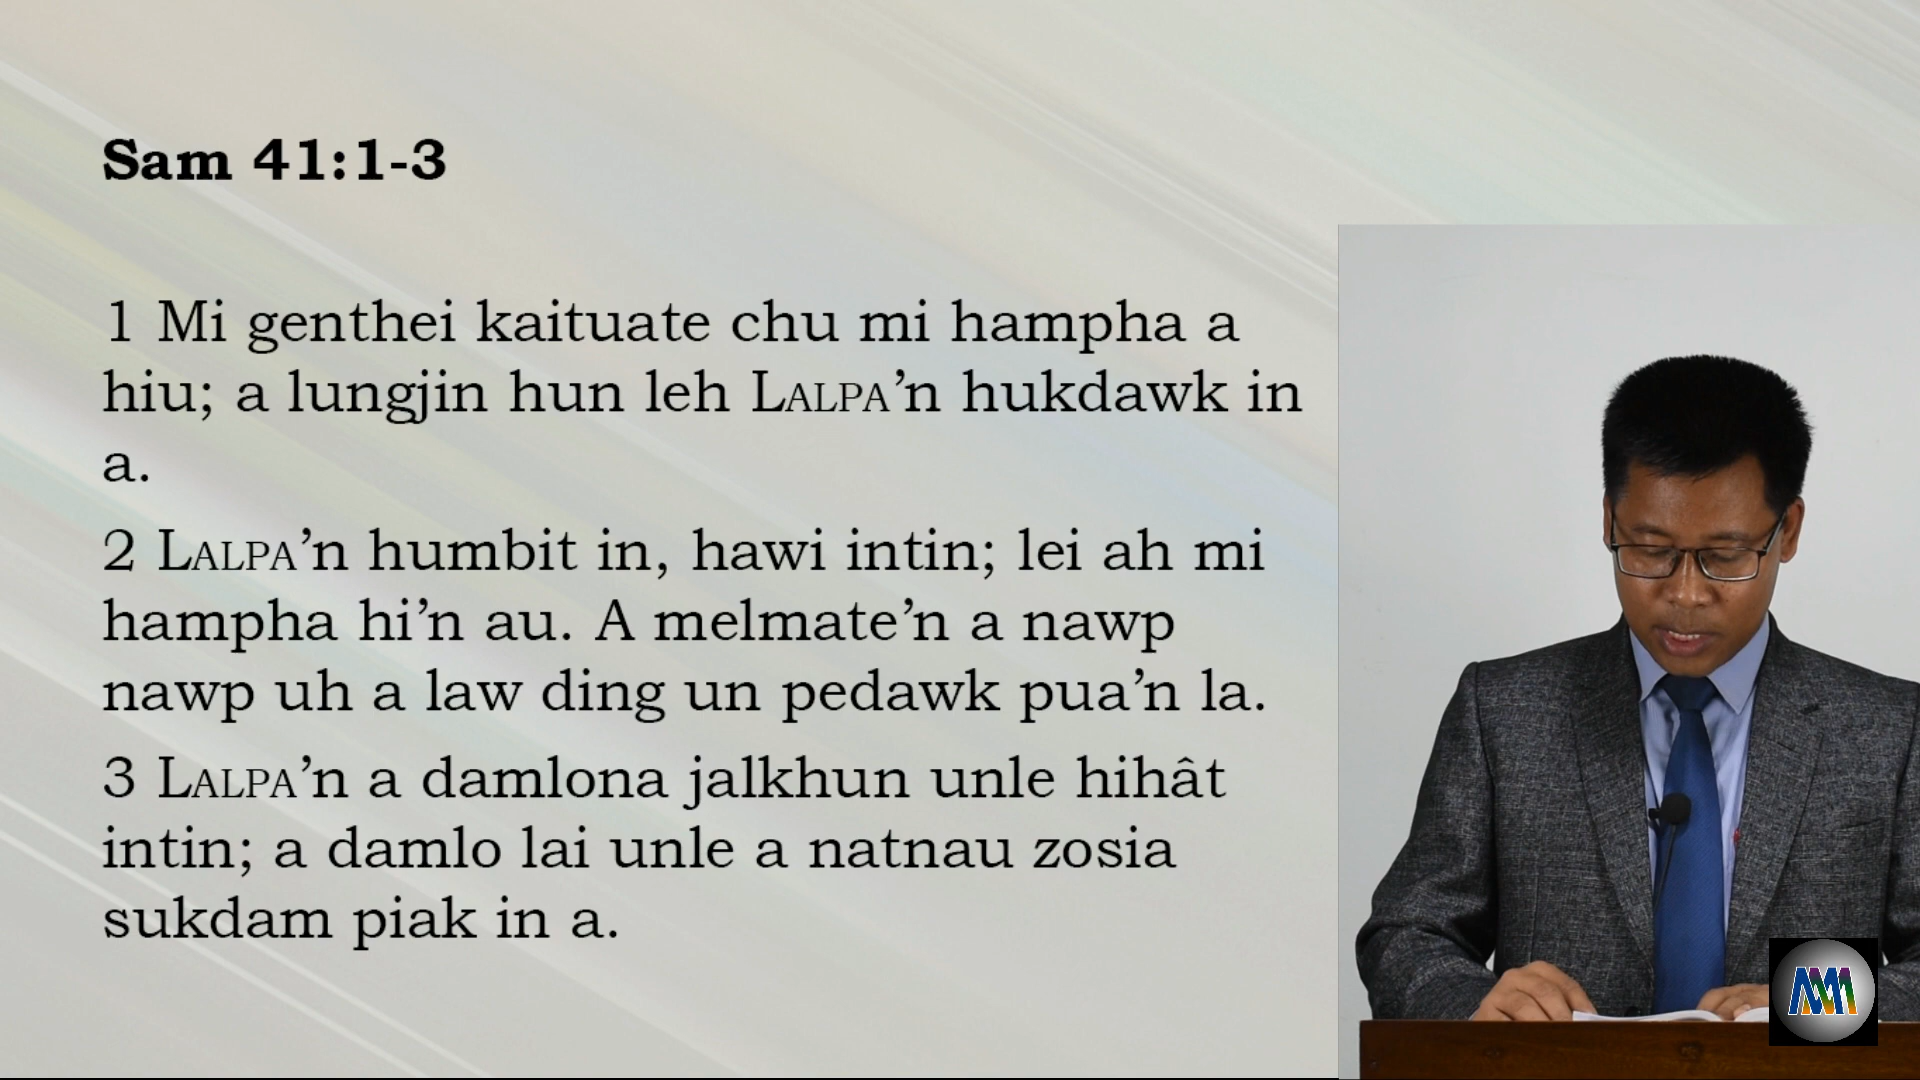 Sam 41:1-3
1 Mi genthei kaituate chu mi hampha a
hiu; a lungjin hun leh LALPA’n hukdawk in
a.
2 LALPA’n humbit in, hawi intin; lei ah mi
hampha hi’n au. A melmate’n a nawp
nawp uh a law ding un pedawk pua’n la.
3 LALPA’n a damlona jalkhun unle hihât
intin; a damlo lai unle a natnau zosia
sukdam piak in a.